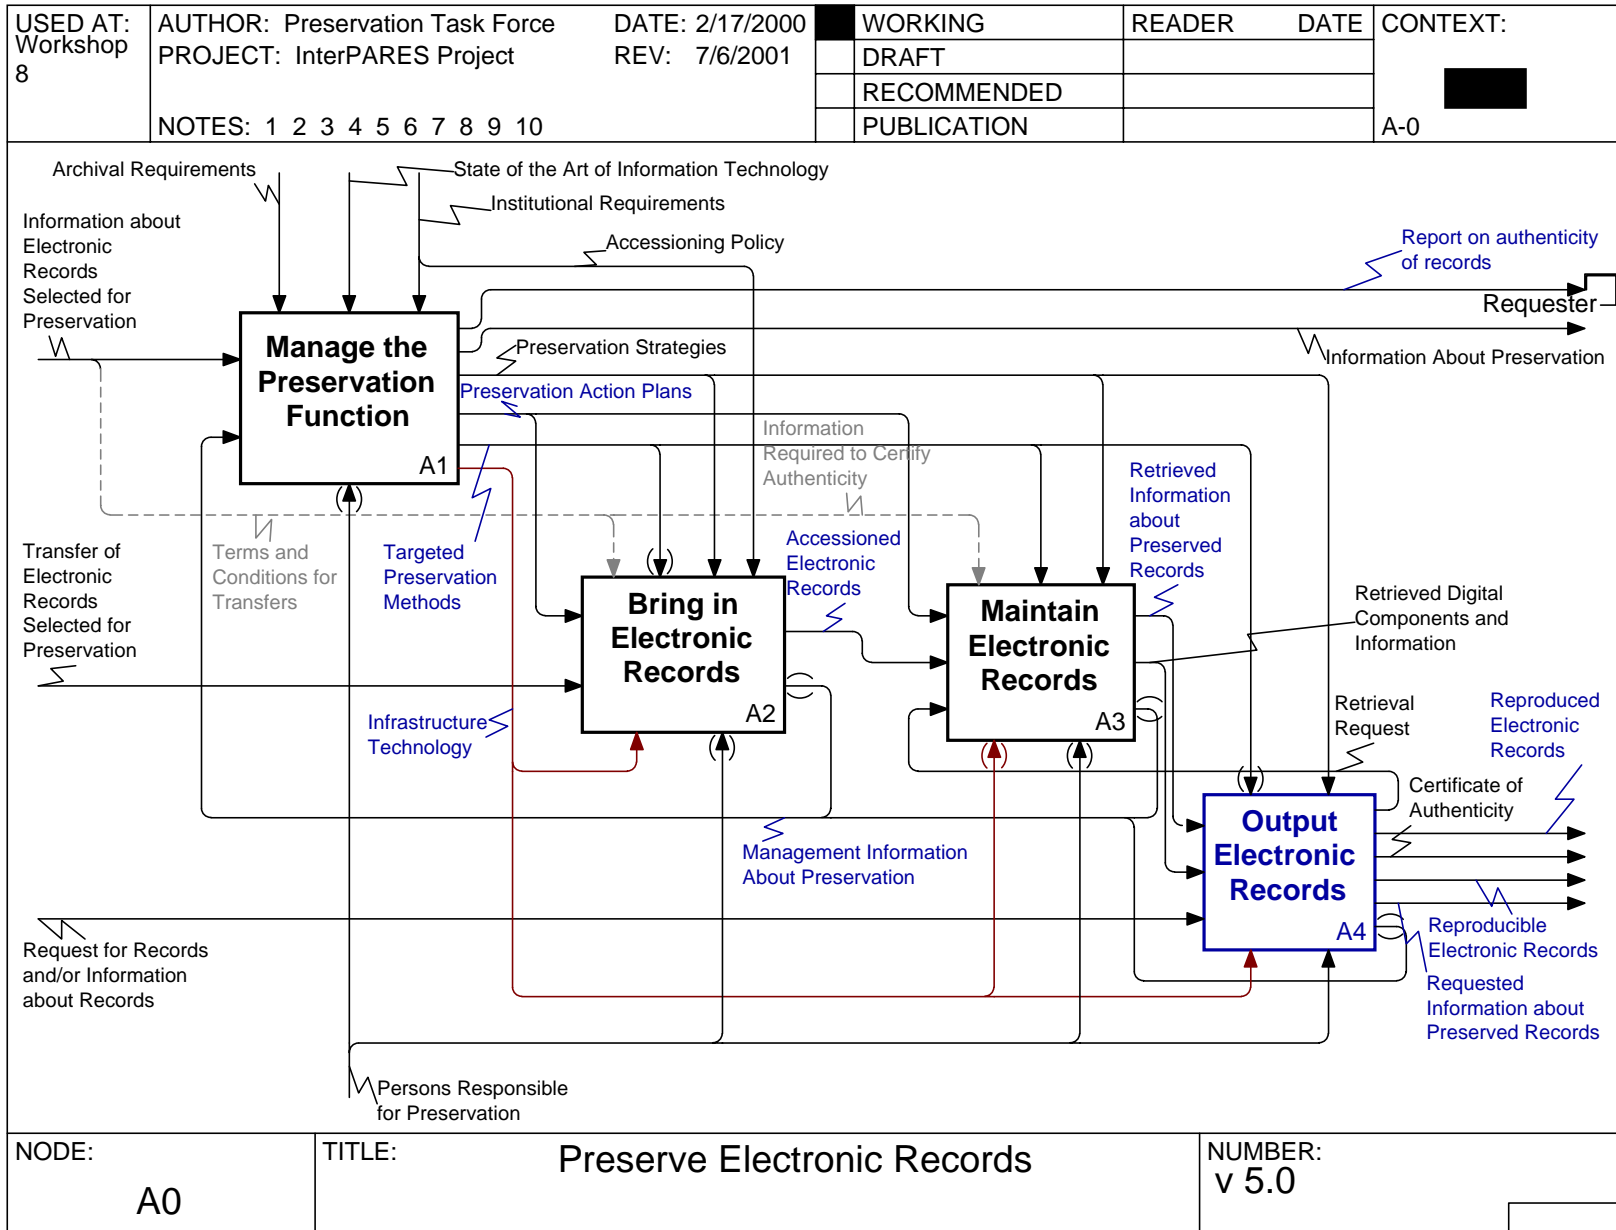 USED AT:
Workshop
8
AUTHOR: Preservation Task Force
DATE: 2/17/2000
PROJECT: InterPARES Project
REV: 7/6/2001
NOTES: 1 2 3 4 5 6 7 8 9 10
WORKING
DRAFT
RECOMMENDED
PUBLICATION
READER DATE
CONTEXT:
A-0
Archival Requirements
State of the Art of Information Technology
Institutional Requirements
Accessioning Policy
Information about
Electronic
Records
Selected for
Preservation
Report on authenticity
of records
Requester
Information About Preservation
Manage the
Preservation
Function
A1
Preservation Strategies
Preservation Action Plans
Information
Required to Certify
Authenticity
Terms and
Conditions for
Transfers
Targeted
Preservation
Methods
Transfer of
Electronic
Records
Selected for
Preservation
Bring in
Electronic
Records
A2
Accessioned
Electronic
Records
Retrieved
Information
about
Preserved
Records
Maintain
Electronic
Records
A3
Retrieved Digital
Components and
Information
Infrastructure
Technology
Retrieval
Request
Reproduced
Electronic
Records
Certificate of
Authenticity
Output
Electronic
Records
A4
Management Information
About Preservation
Request for Records
and/or Information
about Records
Reproducible
Electronic Records
Requested
Information about
Preserved Records
Persons Responsible
for Preservation
NODE:
A0
TITLE:
Preserve Electronic Records
NUMBER:
v 5.0